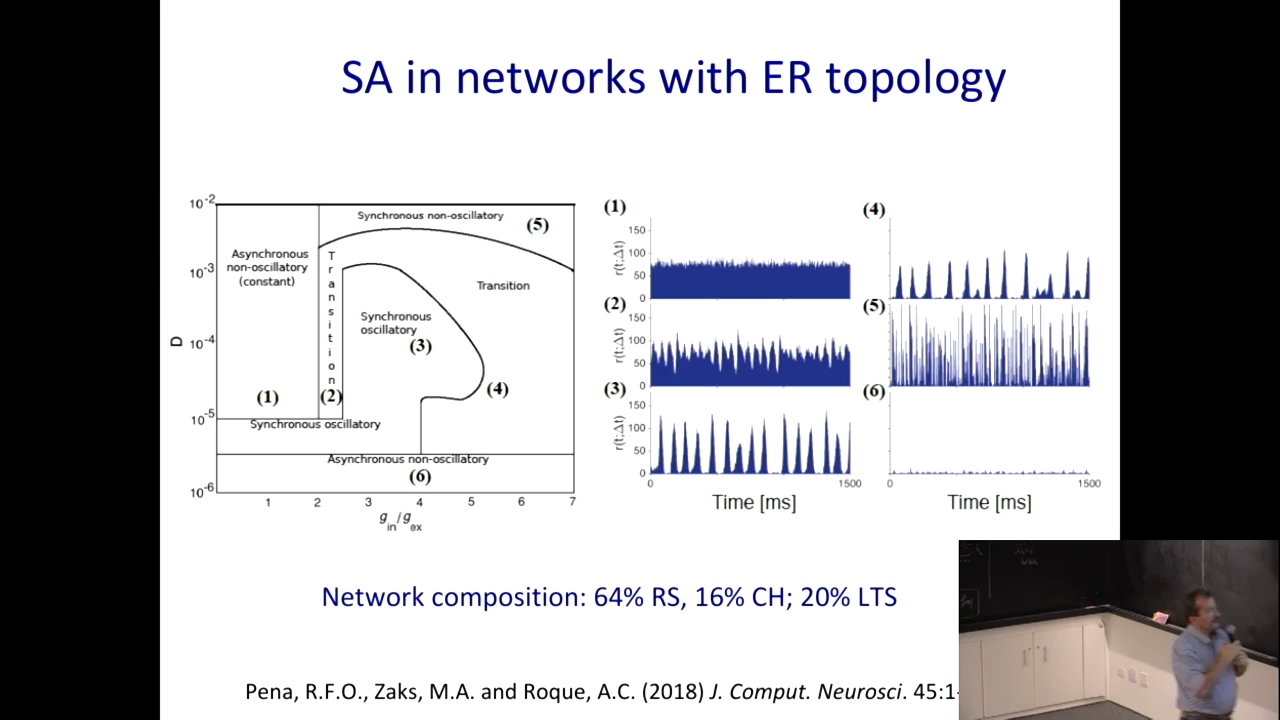 SA in networks with ER topology
10-2
10-3
10-4
10-5
10-6
D
Synchronous non-oscillatory
(5)
Asynchronous
non-oscillatory
(constant)
Transition
Transition
Synchronous
oscillatory
(3)
(4)
(1)
(2)
Synchronous oscillatory
Asynchronous non-oscillatory
(6)
1 2 3 4 5 6 7
gin/gex
(1)
150
100
50
0
r(t;Δt)
(2)
150
100
50
0
r(t;Δt)
(3)
150
100
50
0
r(t;Δt)
0 1500
Time [ms]
(4)
(5)
(6)
0 1500
Time [ms]
Network composition: 64% RS, 16% CH; 20% LTS
Pena, R.F.O., Zaks, M.A. and Roque, A.C. (2018) J. Comput. Neurosci. 45:1-